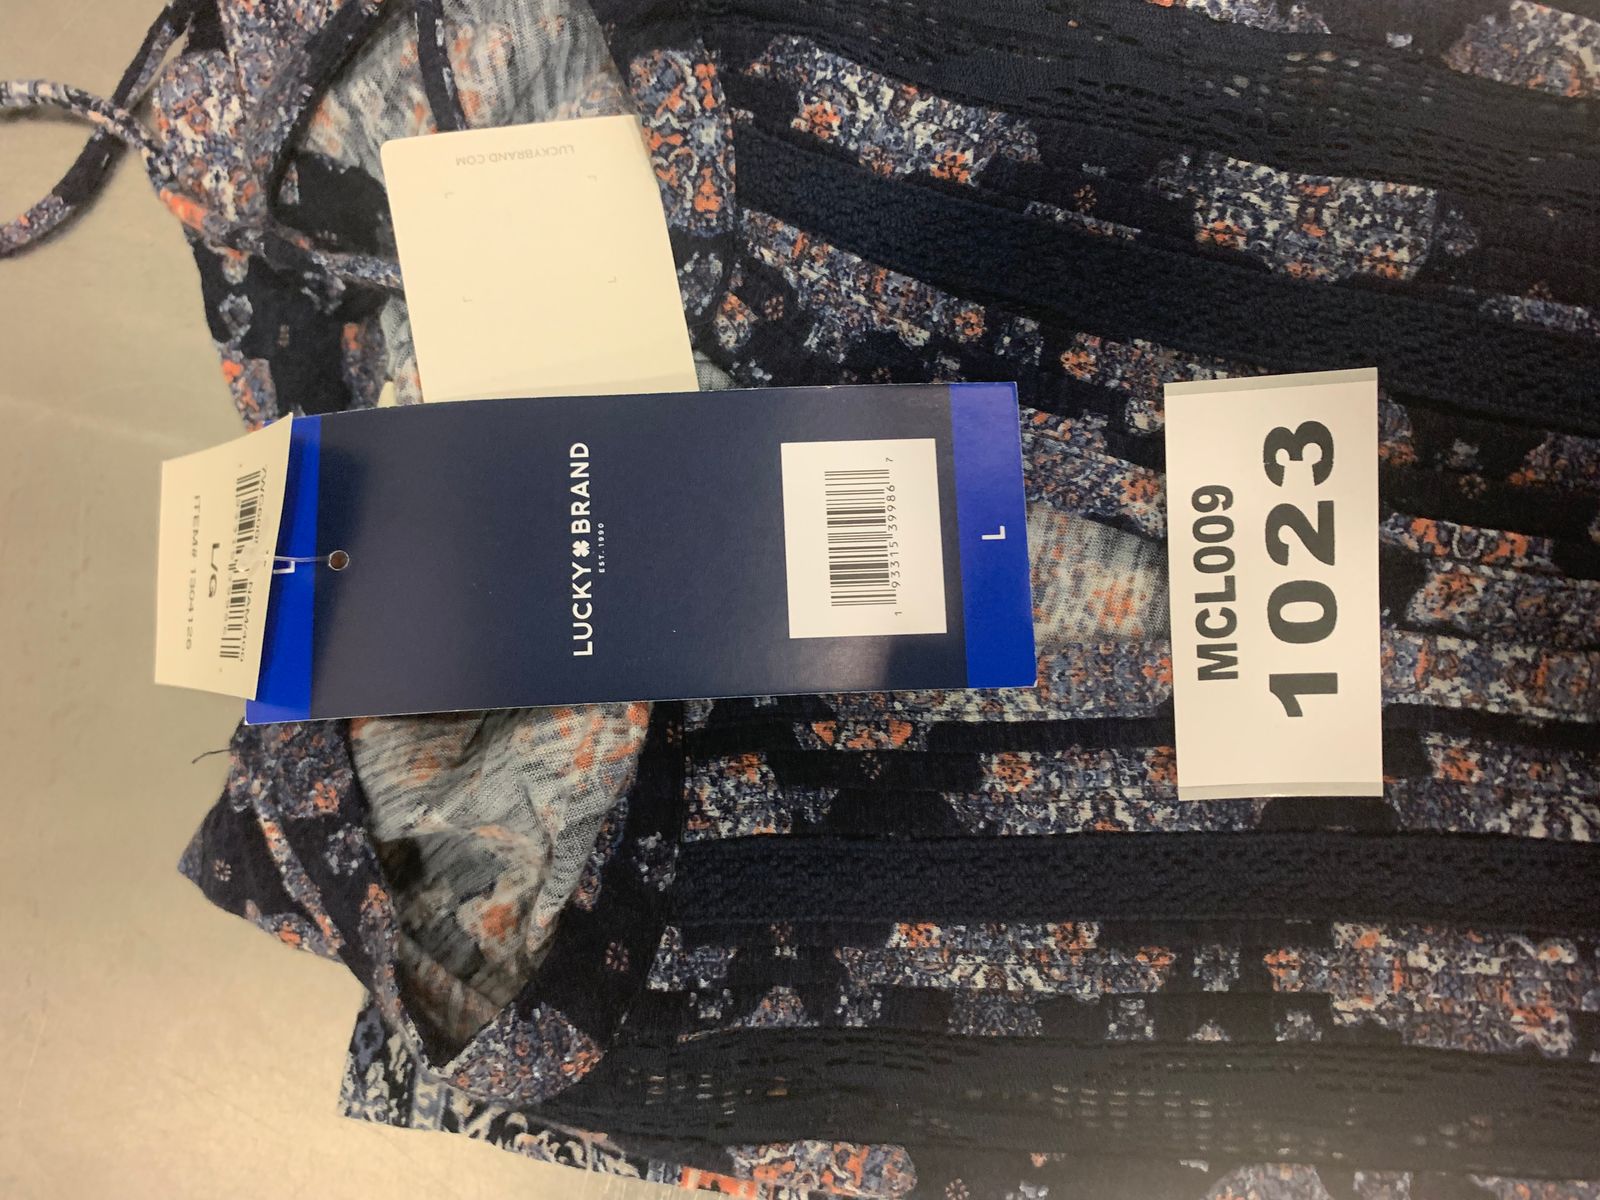 LUCKYBRAND.COM
LUCKY BRAND
EST. 1990
1 93315 39986 7
L
L/G
ITEM# 1304126
MCL009
1023